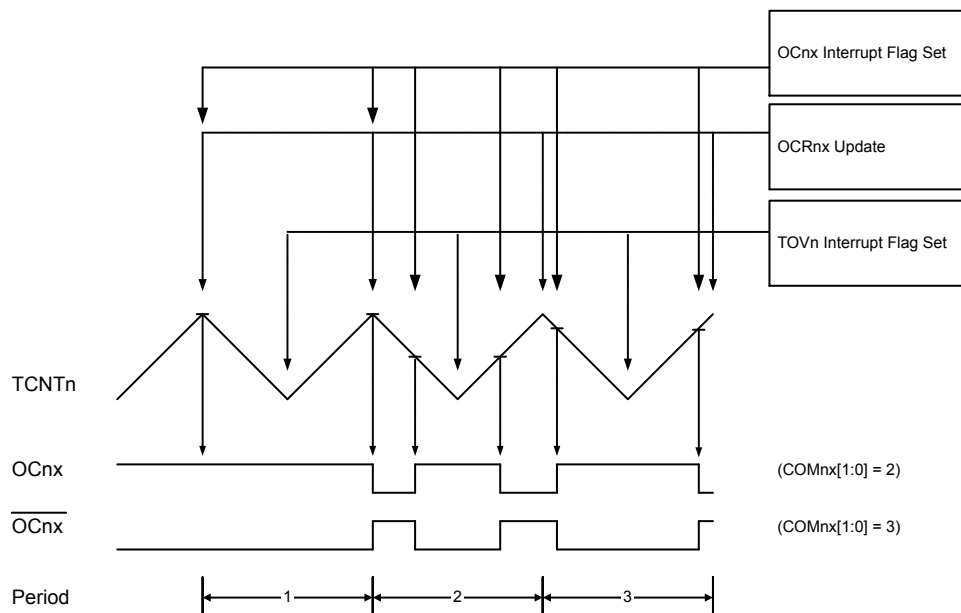 OCnx Interrupt Flag Set
OCRnx Update
TOVn Interrupt Flag Set
TCNTn
OCnx
(COMnx[1:0] = 2)
OCnx
(COMnx[1:0] = 3)
Period
1
2
3